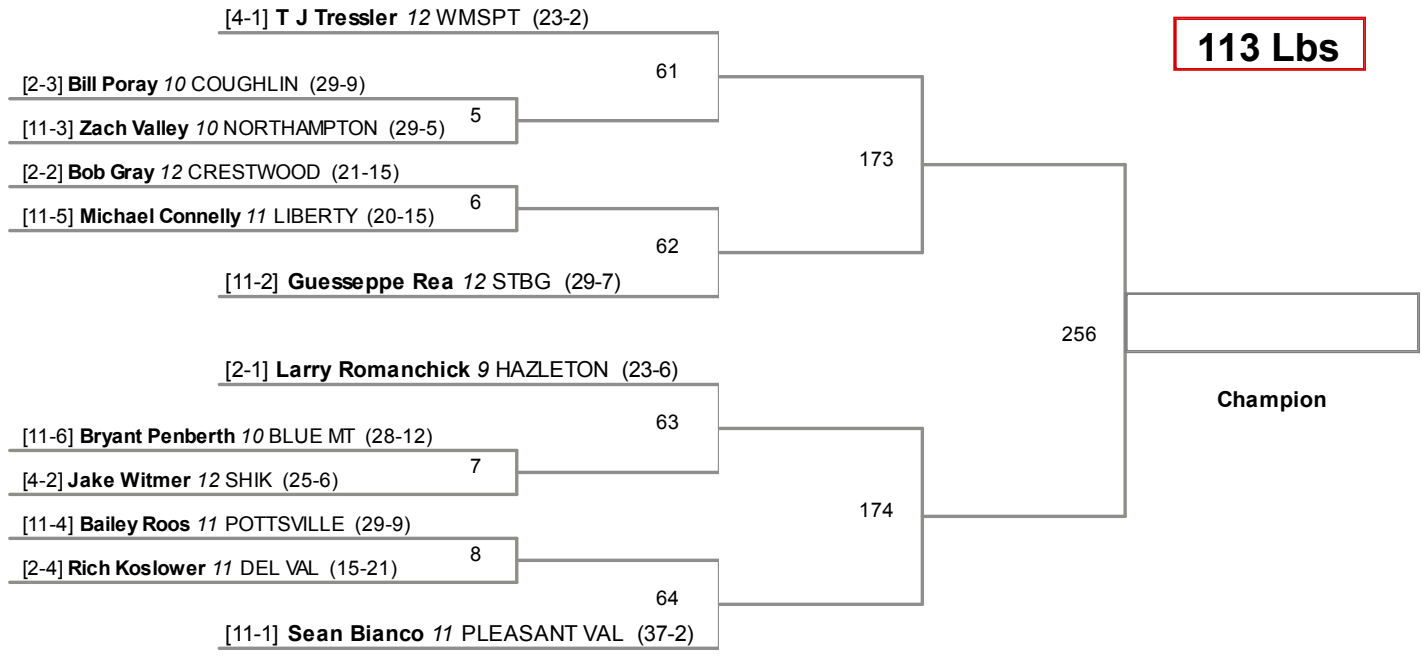 [4-1] T J Tressler 12 WMSPT (23-2)
113 Lbs
61
[2-3] Bill Poray 10 COUGHLIN (29-9)
5
[11-3] Zach Valley 10 NORTHAMPTON (29-5)
173
[2-2] Bob Gray 12 CRESTWOOD (21-15)
6
[11-5] Michael Connelly 11 LIBERTY (20-15)
62
[11-2] Guesseppe Rea 12 STBG (29-7)
256
[2-1] Larry Romanchick 9 HAZLETON (23-6)
Champion
63
[11-6] Bryant Penberth 10 BLUE MT (28-12)
7
[4-2] Jake Witmer 12 SHIK (25-6)
174
[11-4] Bailey Roos 11 POTTSVILLE (29-9)
8
[2-4] Rich Koslower 11 DEL VAL (15-21)
64
[11-1] Sean Bianco 11 PLEASANT VAL (37-2)